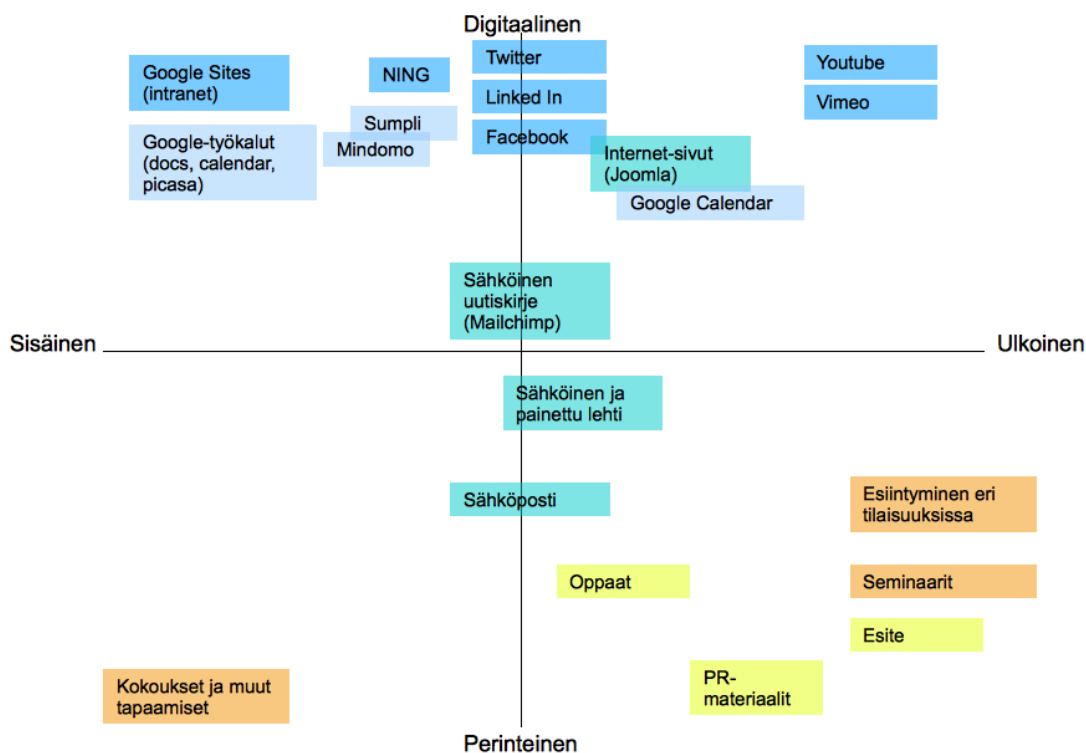 Digitaalinen
Google Sites
(intranet)
NING
Twitter
Linked In
Facebook
Youtube
Vimeo
Google-työkalut
(docs, calendar,
picasa)
Sumpli
Mindomo
Internet-sivut
(Joomla)
Google Calendar
Sähköinen
uutiskirje
(Mailchimp)
Sisäinen
Ulkoinen
Sähköinen ja
painettu lehti
Sähköposti
Esiintyminen eri
tilaisuuksissa
Oppaat
Seminaarit
Esite
Kokoukset ja muut
tapaamiset
PR-
materiaalit
Perinteinen